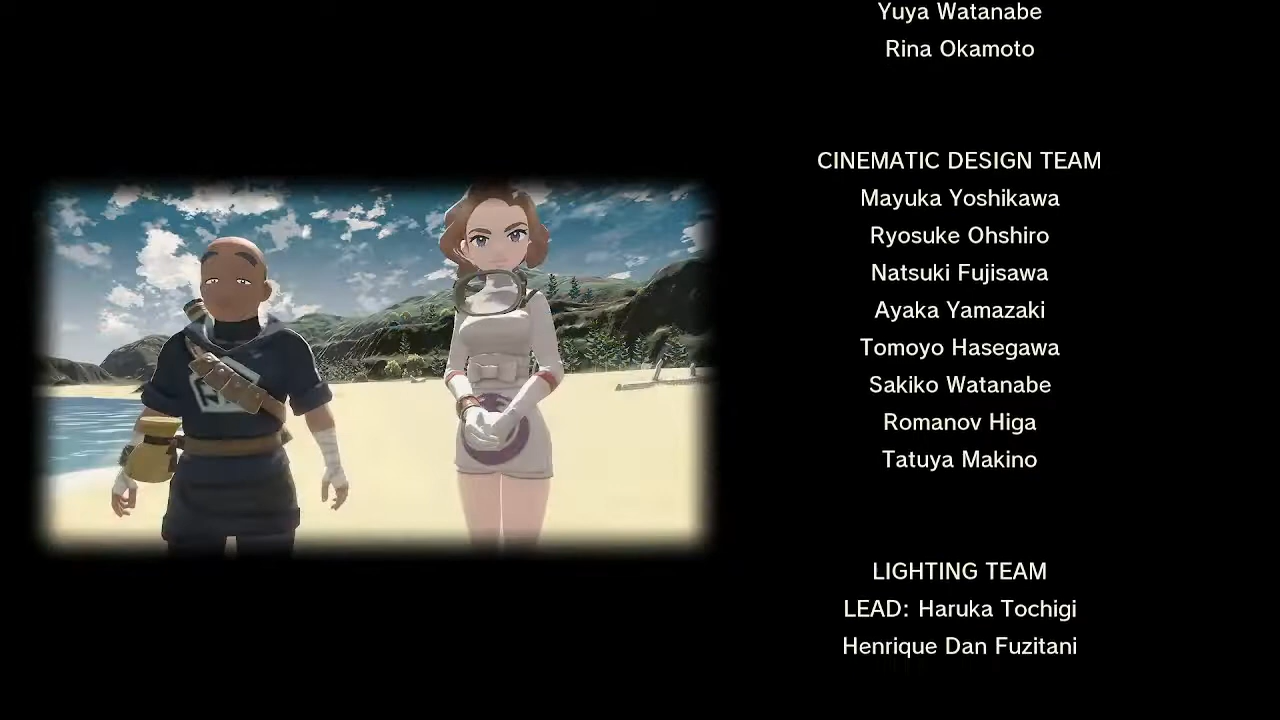 Yuya Watanabe
Rina Okamoto
CINEMATIC DESIGN TEAM
Mayuka Yoshikawa
Ryosuke Ohshiro
Natsuki Fujisawa
Ayaka Yamazaki
Tomoyo Hasegawa
Sakiko Watanabe
Romanov Higa
Tatuya Makino
LIGHTING TEAM
LEAD: Haruka Tochigi
Henrique Dan Fuzitani